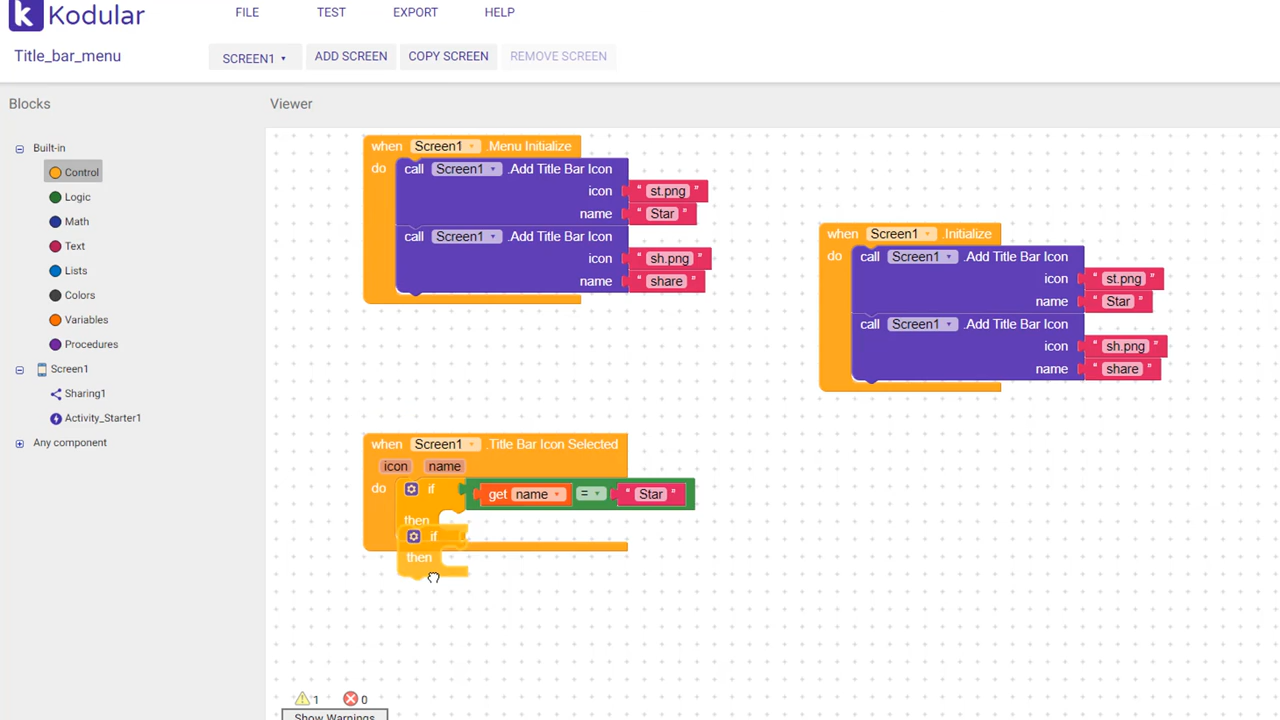 Kodular
FILE TEST EXPORT HELP
Title_bar_menu
SCREEN1 ADD SCREEN COPY SCREEN REMOVE SCREEN
Blocks
Viewer
Built-in
Control
Logic
Math
Text
Lists
Colors
Variables
Procedures
Screen1
Sharing1
Activity_Starter1
Any component
when Screen1 .Menu Initialize
do call Screen1 .Add Title Bar Icon
icon " st.png "
name " Star "
call Screen1 .Add Title Bar Icon
icon " sh.png "
name " share "
when Screen1 .Initialize
do call Screen1 .Add Title Bar Icon
icon " st.png "
name " Star "
call Screen1 .Add Title Bar Icon
icon " sh.png "
name " share "
when Screen1 .Title Bar Icon Selected
icon name
do if get name = " Star "
then
if
then
1 0
Show Warnings